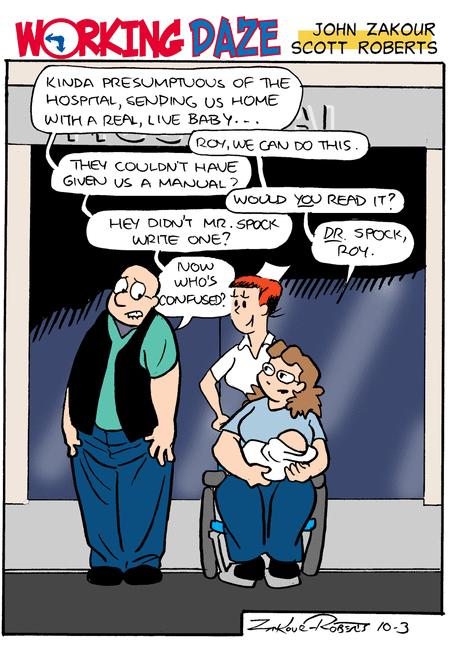 WORKING DAZE
JOHN ZAKOUR
SCOTT ROBERTS
KINDA PRESUMPTUOUS OF THE
HOSPITAL, SENDING US HOME
WITH A REAL, LIVE BABY...
AL
ROY, WE CAN DO THIS.
THEY COULDN'T HAVE
GIVEN US A MANUAL?
WOULD YOU READ IT?
HEY DIDN'T MR. SPOCK
WRITE ONE?
DR. SPOCK,
ROY.
NOW
WHO'S
CONFUSED?
ZAKOUR-ROBERTS 10-3